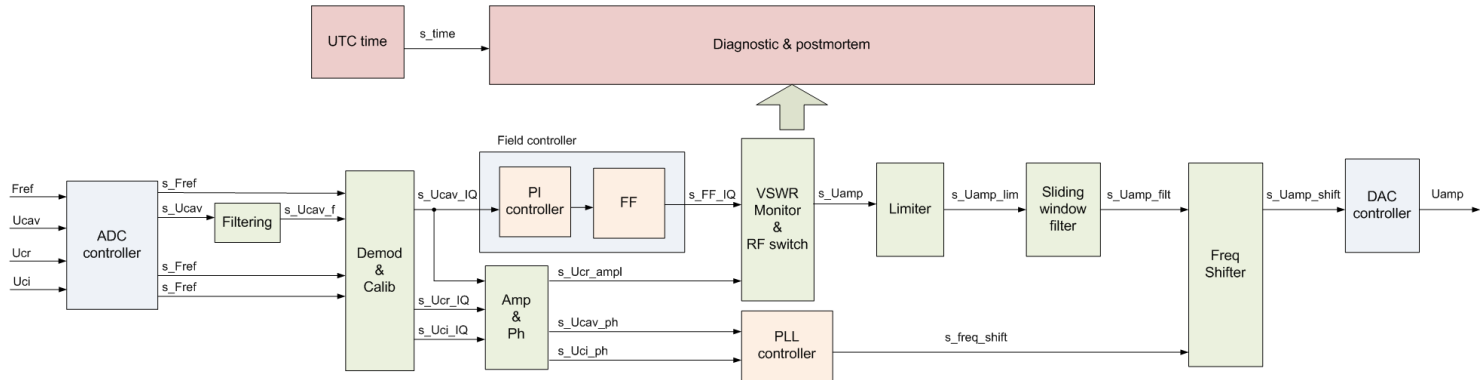 UTC time
s_time
Diagnostic & postmortem
Field controller
Fref
Ucav
Ucr
Uci
ADC
controller
s_Fref
s_Ucav
Filtering
s_Ucav_f
s_Fref
s_Fref
Demod
&
Calib
s_Ucav_IQ
s_Ucr_IQ
s_Uci_IQ
PI
controller
FF
s_FF_IQ
Amp
&
Ph
s_Ucr_ampl
s_Ucav_ph
s_Uci_ph
VSWR
Monitor
&
RF switch
PLL
controller
s_Uamp
Limiter
s_Uamp_lim
Sliding
window
filter
s_Uamp_filt
s_freq_shift
Freq
Shifter
s_Uamp_shift
DAC
controller
Uamp